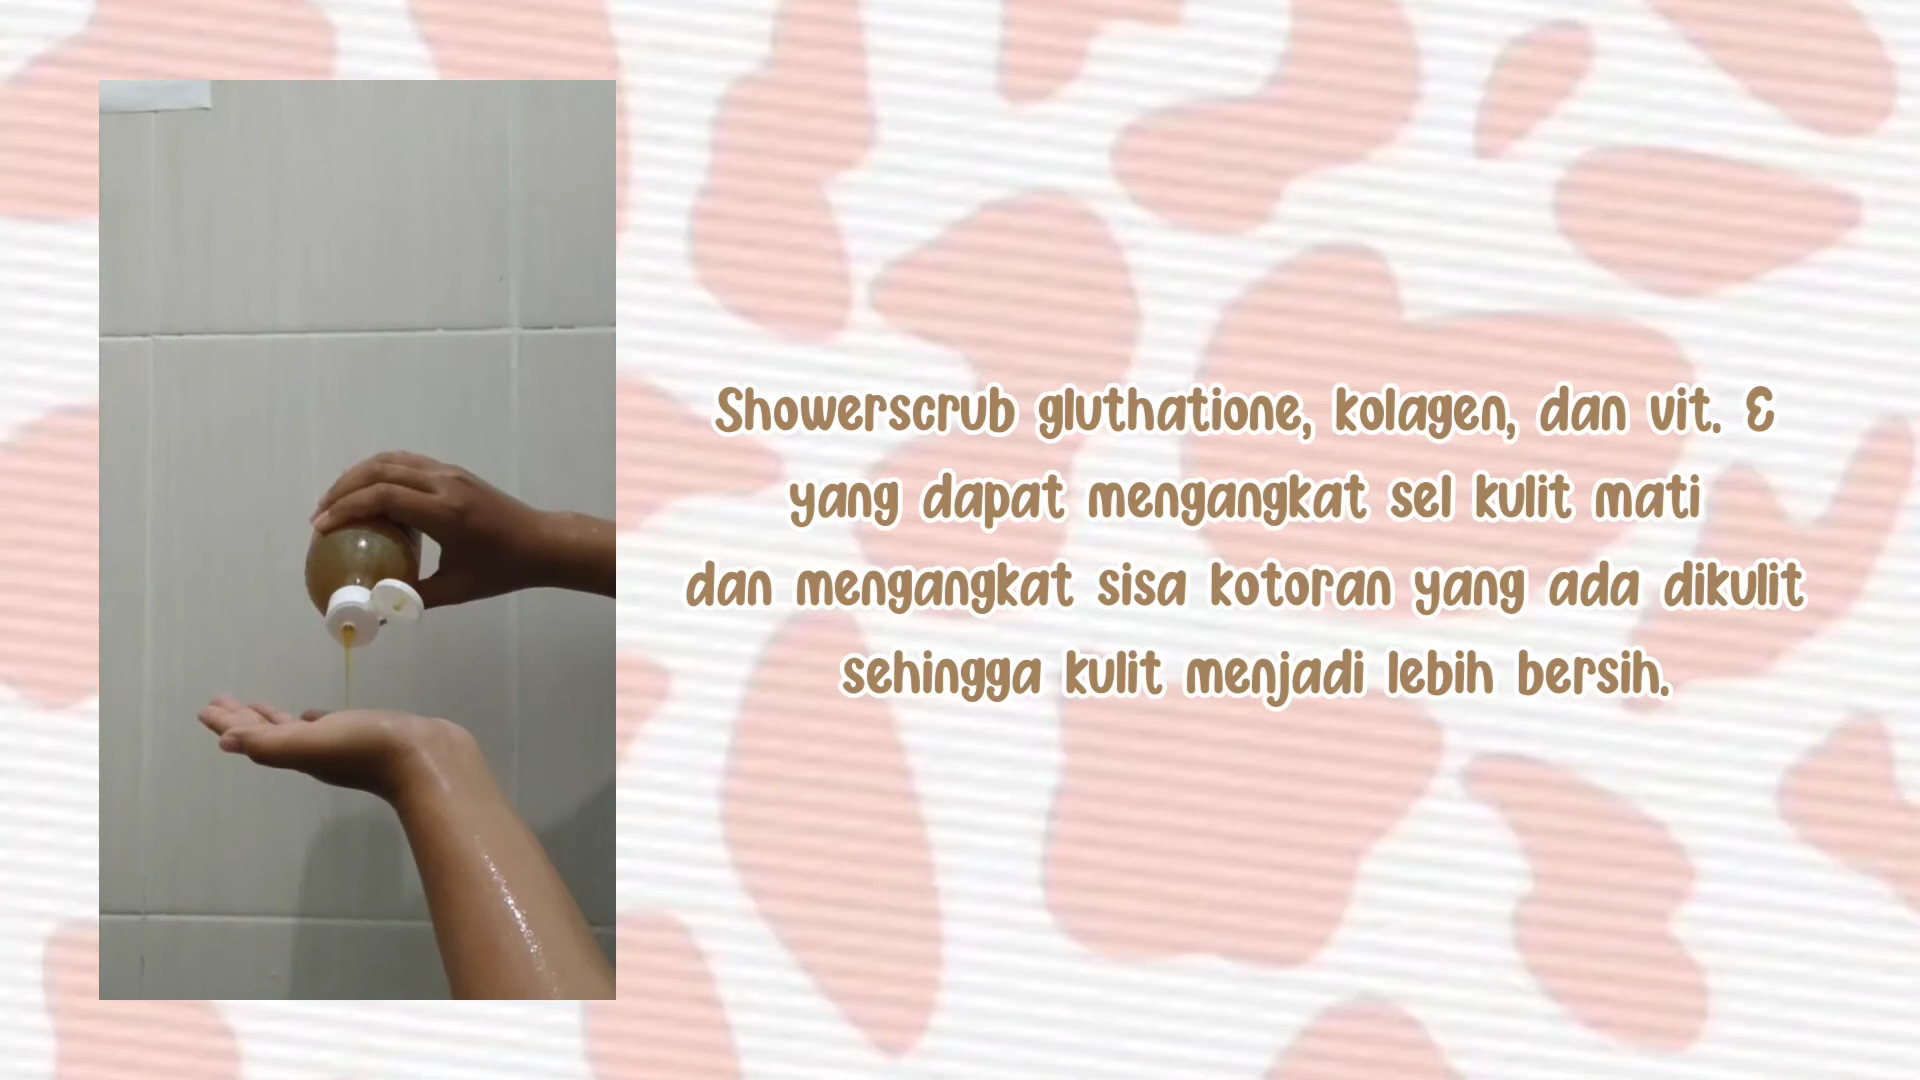 Showerscrub gluthatione, kolagen, dan vit. E
yang dapat mengangkat sel kulit mati
dan mengangkat sisa kotoran yang ada dikulit
sehingga kulit menjadi lebih bersih.